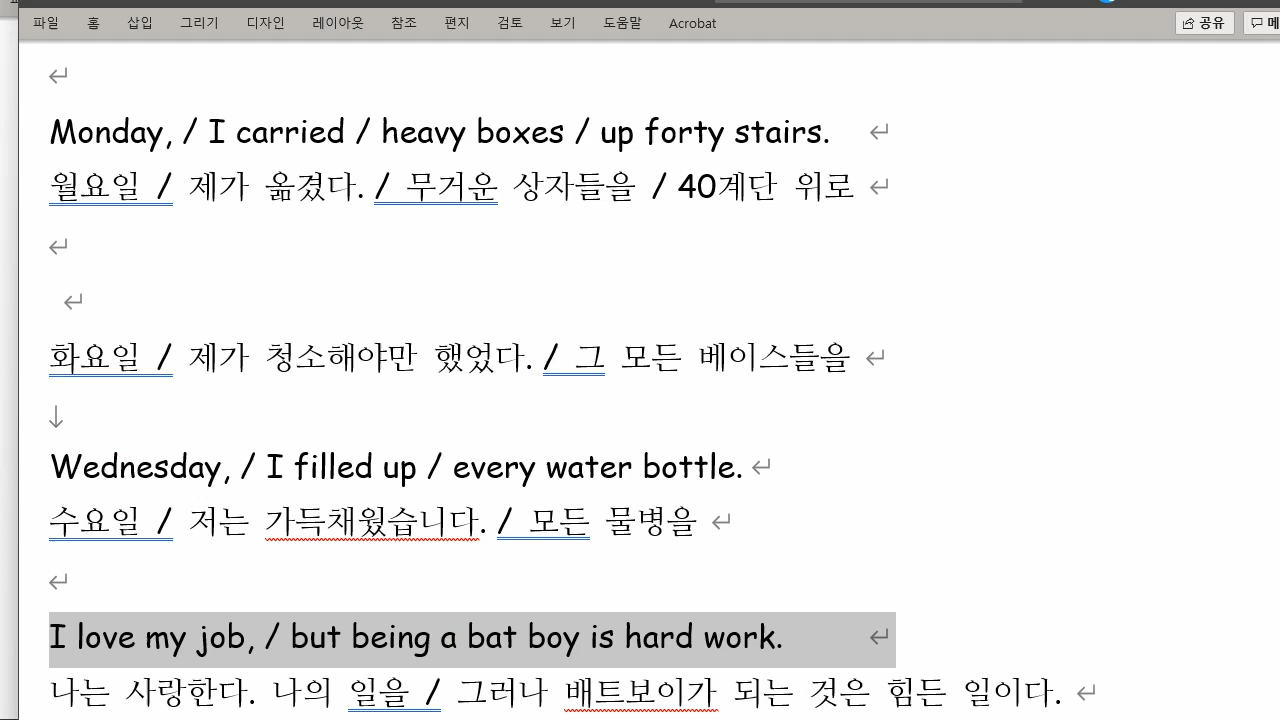 파일 홈 삽입 그리기 디자인 레이아웃 참조 편지 검토 보기 도움말 Acrobat 공유 메
Monday, / I carried / heavy boxes / up forty stairs.
월요일 / 제가 옮겼다. / 무거운 상자들을 / 40계단 위로
화요일 / 제가 청소해야만 했었다. / 그 모든 베이스들을
Wednesday, / I filled up / every water bottle.
수요일 / 저는 가득채웠습니다. / 모든 물병을
I love my job, / but being a bat boy is hard work.
나는 사랑한다. 나의 일을 / 그러나 배트보이가 되는 것은 힘든 일이다.